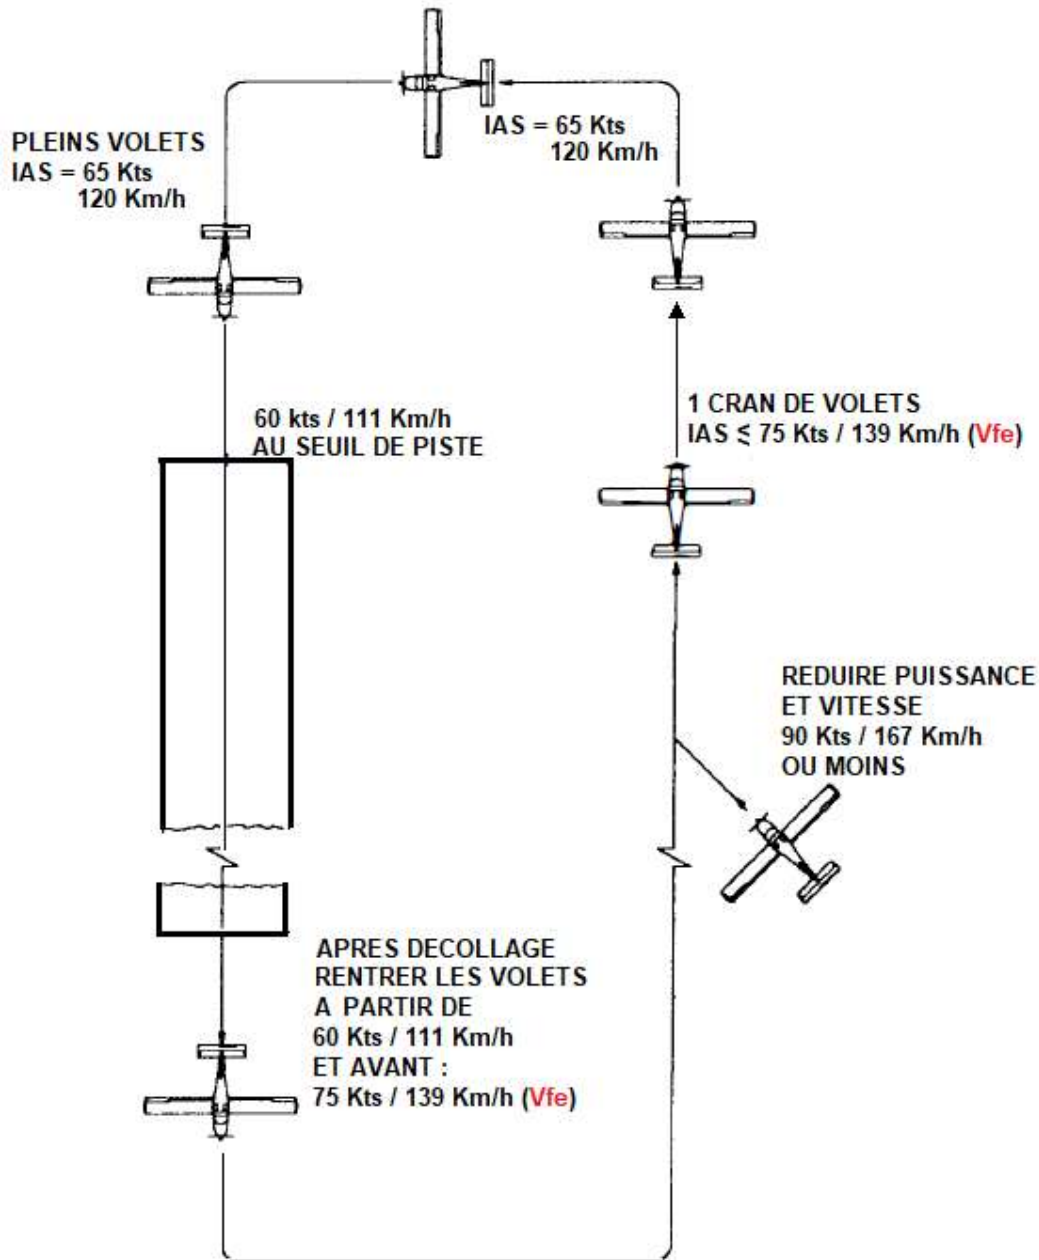 IAS = 65 Kts
120 Km/h
PLEINS VOLETS
IAS = 65 Kts
120 Km/h
60 kts / 111 Km/h
AU SEUIL DE PISTE
1 CRAN DE VOLETS
IAS ≤ 75 Kts / 139 Km/h (Vfe)
REDUIRE PUISSANCE
ET VITESSE
90 Kts / 167 Km/h
OU MOINS
APRES DECOLLAGE
RENTRER LES VOLETS
A PARTIR DE
60 Kts / 111 Km/h
ET AVANT :
75 Kts / 139 Km/h (Vfe)